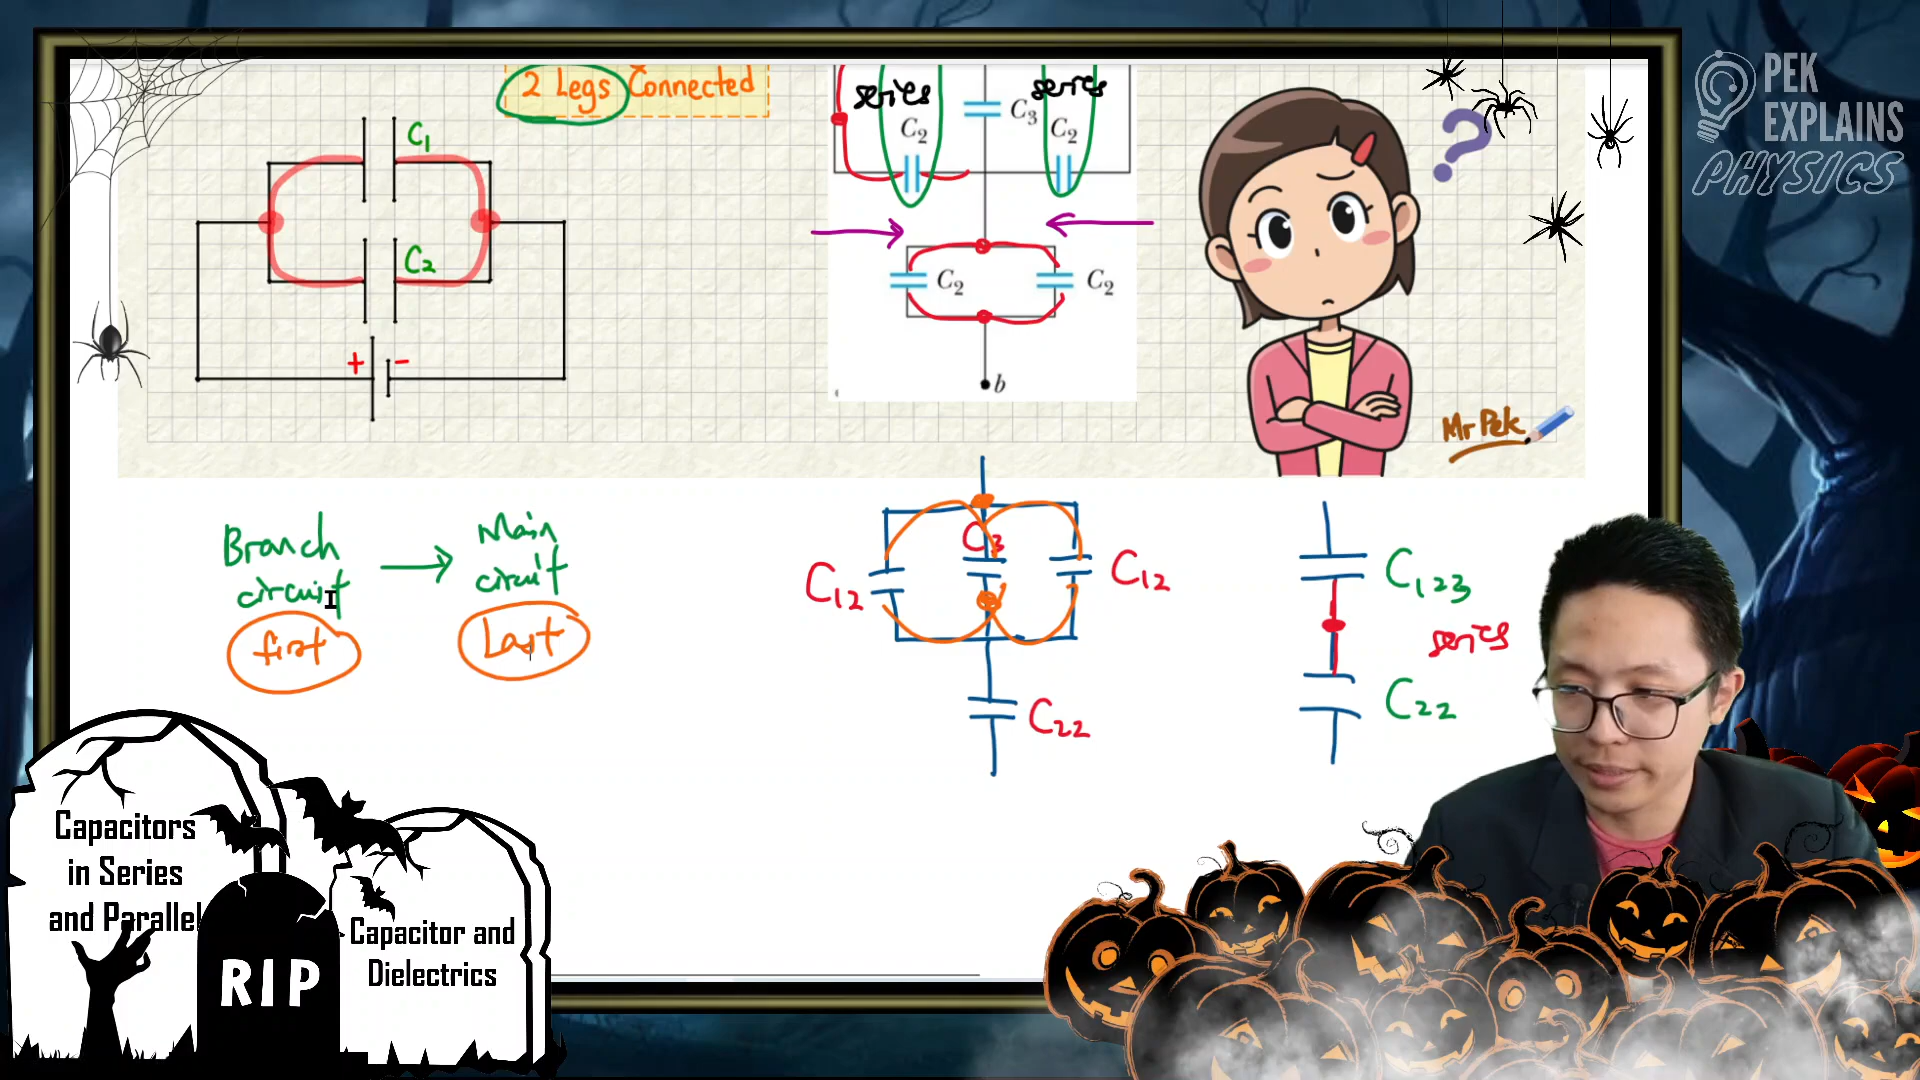 2 Legs Connected
C1
C2
+ -
series
series
C2
C3
C2
C2
C2
b
?
PEK
EXPLAINS
PHYSICS
Mr Pek
Branch
circuit
first
Main
circuit
Last
C12
C3
C12
C22
C123
series
C22
Capacitors
in Series
and Parallel
RIP
Capacitor and
Dielectrics